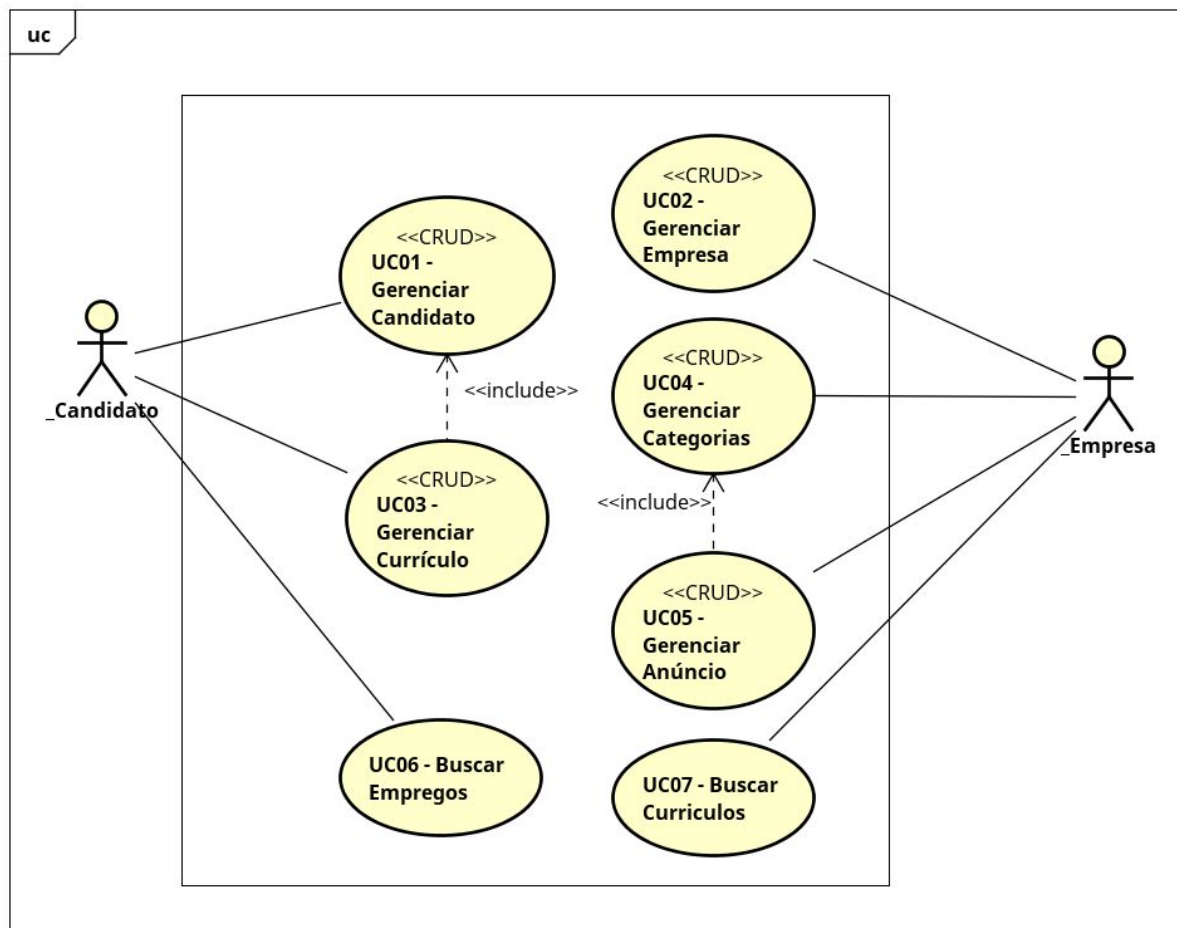 uc
<<CRUD>>
UC01 -
Gerenciar
Candidato
<<include>>
<<CRUD>>
UC03 -
Gerenciar
Currículo
UC06 - Buscar
Empregos
<<CRUD>>
UC02 -
Gerenciar
Empresa
<<CRUD>>
UC04 -
Gerenciar
Categorias
<<include>>
<<CRUD>>
UC05 -
Gerenciar
Anúncio
UC07 - Buscar
Curriculos
_Candidato
_Empresa